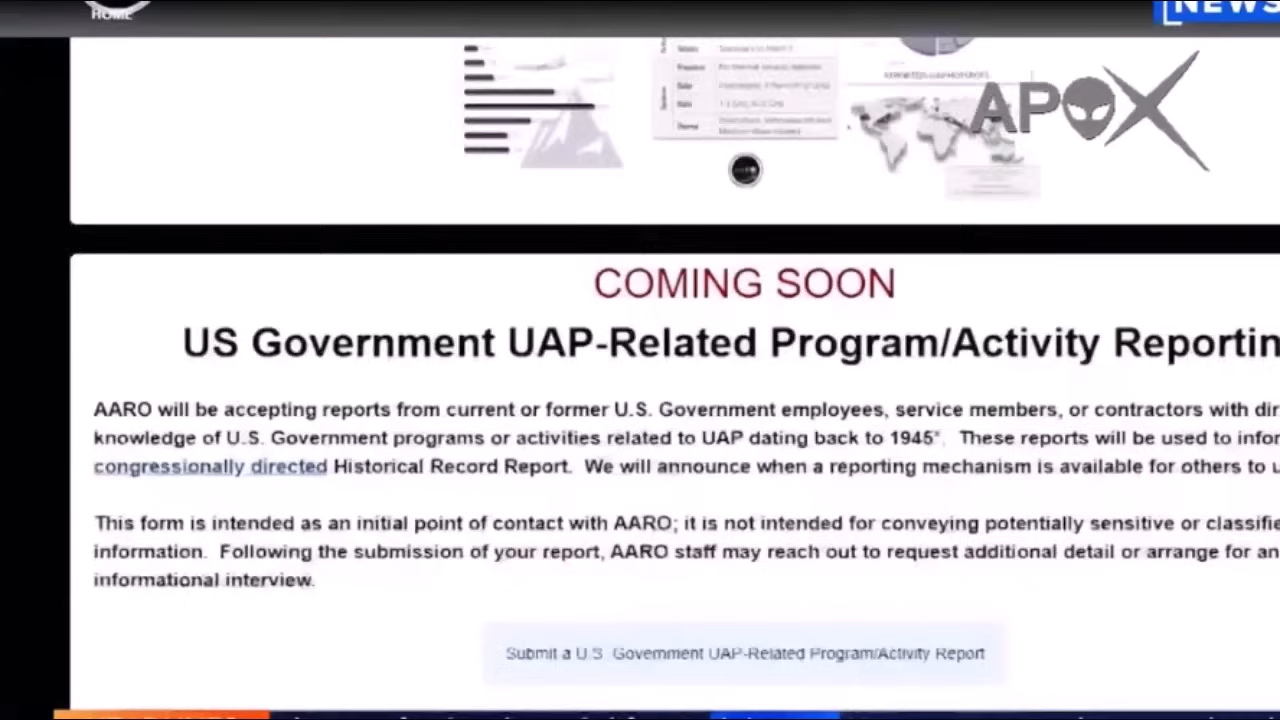 HOME
NEWS
APOX
COMING SOON
US Government UAP-Related Program/Activity Reportin
AARO will be accepting reports from current or former U.S. Government employees, service members, or contractors with dir
knowledge of U.S. Government programs or activities related to UAP dating back to 1945*. These reports will be used to infor
congressionally directed Historical Record Report. We will announce when a reporting mechanism is available for others to u
This form is intended as an initial point of contact with AARO; it is not intended for conveying potentially sensitive or classifie
information. Following the submission of your report, AARO staff may reach out to request additional detail or arrange for an
informational interview.
Submit a U.S. Government UAP-Related Program/Activity Report